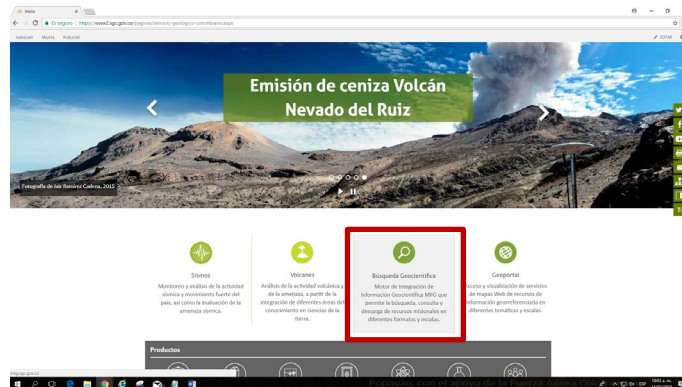 Inicio
Es seguro | https://www2.sgc.gov.co/paginas/servicio-geologico-colombiano.aspx
NAVEGAR PÁGINA PUBLICAR
EDITAR
Emisión de ceniza Volcán
Nevado del Ruiz
Fotografía de Jair Ramírez Cadena, 2015
Sismos
Monitoreo y análisis de la actividad
sísmica y movimiento fuerte del
país, así como la evaluación de la
amenaza sísmica.
Volcanes
Análisis de la actividad volcánica y
de la amenaza, a partir de la
integración de diferentes áreas del
conocimiento en ciencias de la
tierra.
Búsqueda Geocientífica
Motor de Integración de
Información Geocientífica MIIG que
permite la búsqueda, consulta y
descarga de recursos misionales en
diferentes formatos y escalas.
Geoportal
Acceso y visualización de servicios
de mapas Web de recursos de
información georreferenciada en
diferentes temáticas y escalas.
Productos
miig.sgc.gov.co
Popayán, con el apoyo de la Fuerza Aérea
ESP